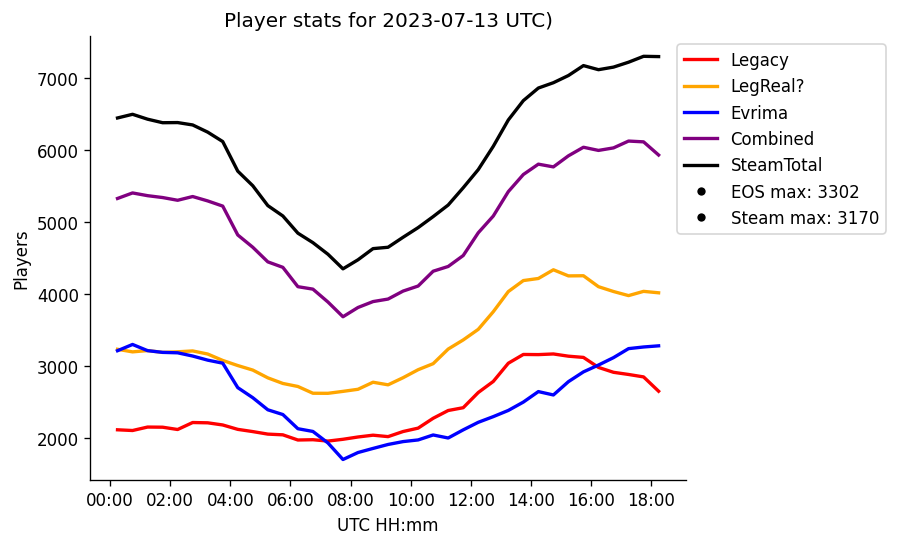 Player stats for 2023-07-13 UTC)
Legacy
LegReal?
Evrima
Combined
SteamTotal
EOS max: 3302
Steam max: 3170
7000
6000
5000
4000
3000
2000
Players
00:00 02:00 04:00 06:00 08:00 10:00 12:00 14:00 16:00 18:00
UTC HH:mm